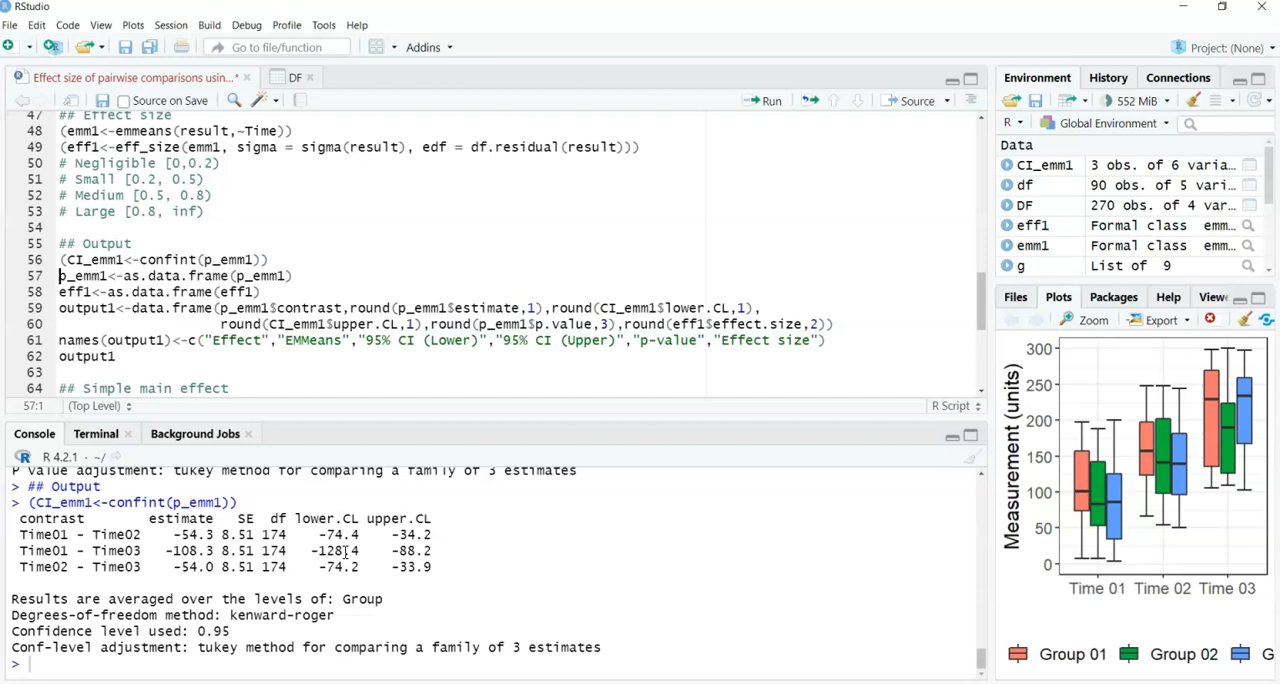 RStudio
File Edit Code View Plots Session Build Debug Profile Tools Help
Go to file/function Addins Project: (None)
Effect size of pairwise comparisons usin...* DF
Source on Save Run Source
47 ## Effect size
48 (emm1<-emmeans(result,~Time))
49 (eff1<-eff_size(emm1, sigma = sigma(result), edf = df.residual(result)))
50 # Negligible [0,0.2)
51 # Small [0.2, 0.5)
52 # Medium [0.5, 0.8)
53 # Large [0.8, inf)
54
55 ## Output
56 (CI_emm1<-confint(p_emm1))
57 p_emm1<-as.data.frame(p_emm1)
58 eff1<-as.data.frame(eff1)
59 output1<-data.frame(p_emm1$contrast,round(p_emm1$estimate,1),round(CI_emm1$lower.CL,1),
60 round(CI_emm1$upper.CL,1),round(p_emm1$p.value,3),round(eff1$effect.size,2))
61 names(output1)<-c("Effect","EMMeans","95% CI (Lower)","95% CI (Upper)","p-value","Effect size")
62 output1
63
64 ## Simple main effect
57:1 (Top Level) R Script
Console Terminal Background Jobs
R 4.2.1 · ~/
P value adjustment: tukey method for comparing a family of 3 estimates
> ## Output
> (CI_emm1<-confint(p_emm1))
contrast estimate SE df lower.CL upper.CL
Time01 - Time02 -54.3 8.51 174 -74.4 -34.2
Time01 - Time03 -108.3 8.51 174 -128.4 -88.2
Time02 - Time03 -54.0 8.51 174 -74.2 -33.9
Results are averaged over the levels of: Group
Degrees-of-freedom method: kenward-roger
Confidence level used: 0.95
Conf-level adjustment: tukey method for comparing a family of 3 estimates
>
Environment History Connections
552 MiB
R Global Environment
Data
CI_emm1 3 obs. of 6 varia...
df 90 obs. of 5 vari...
DF 270 obs. of 4 var...
eff1 Formal class emm...
emm1 Formal class emm...
g List of 9
Files Plots Packages Help View
Zoom Export
Measurement (units)
300
250
200
150
100
50
0
Time 01 Time 02 Time 03
Group 01 Group 02 G